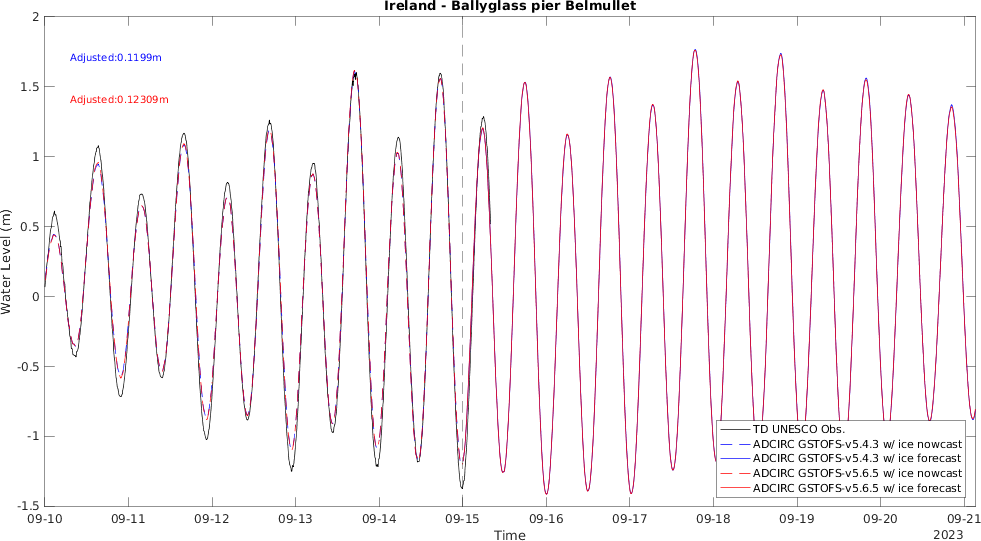 Ireland - Ballyglass pier Belmullet
Adjusted:0.1199m
Adjusted:0.12309m
Water Level (m)
2
1.5
1
0.5
0
-0.5
-1
-1.5
TD UNESCO Obs.
ADCIRC GSTOFS-v5.4.3 w/ ice nowcast
ADCIRC GSTOFS-v5.4.3 w/ ice forecast
ADCIRC GSTOFS-v5.6.5 w/ ice nowcast
ADCIRC GSTOFS-v5.6.5 w/ ice forecast
09-10 09-11 09-12 09-13 09-14 09-15 09-16 09-17 09-18 09-19 09-20 09-21
Time
2023